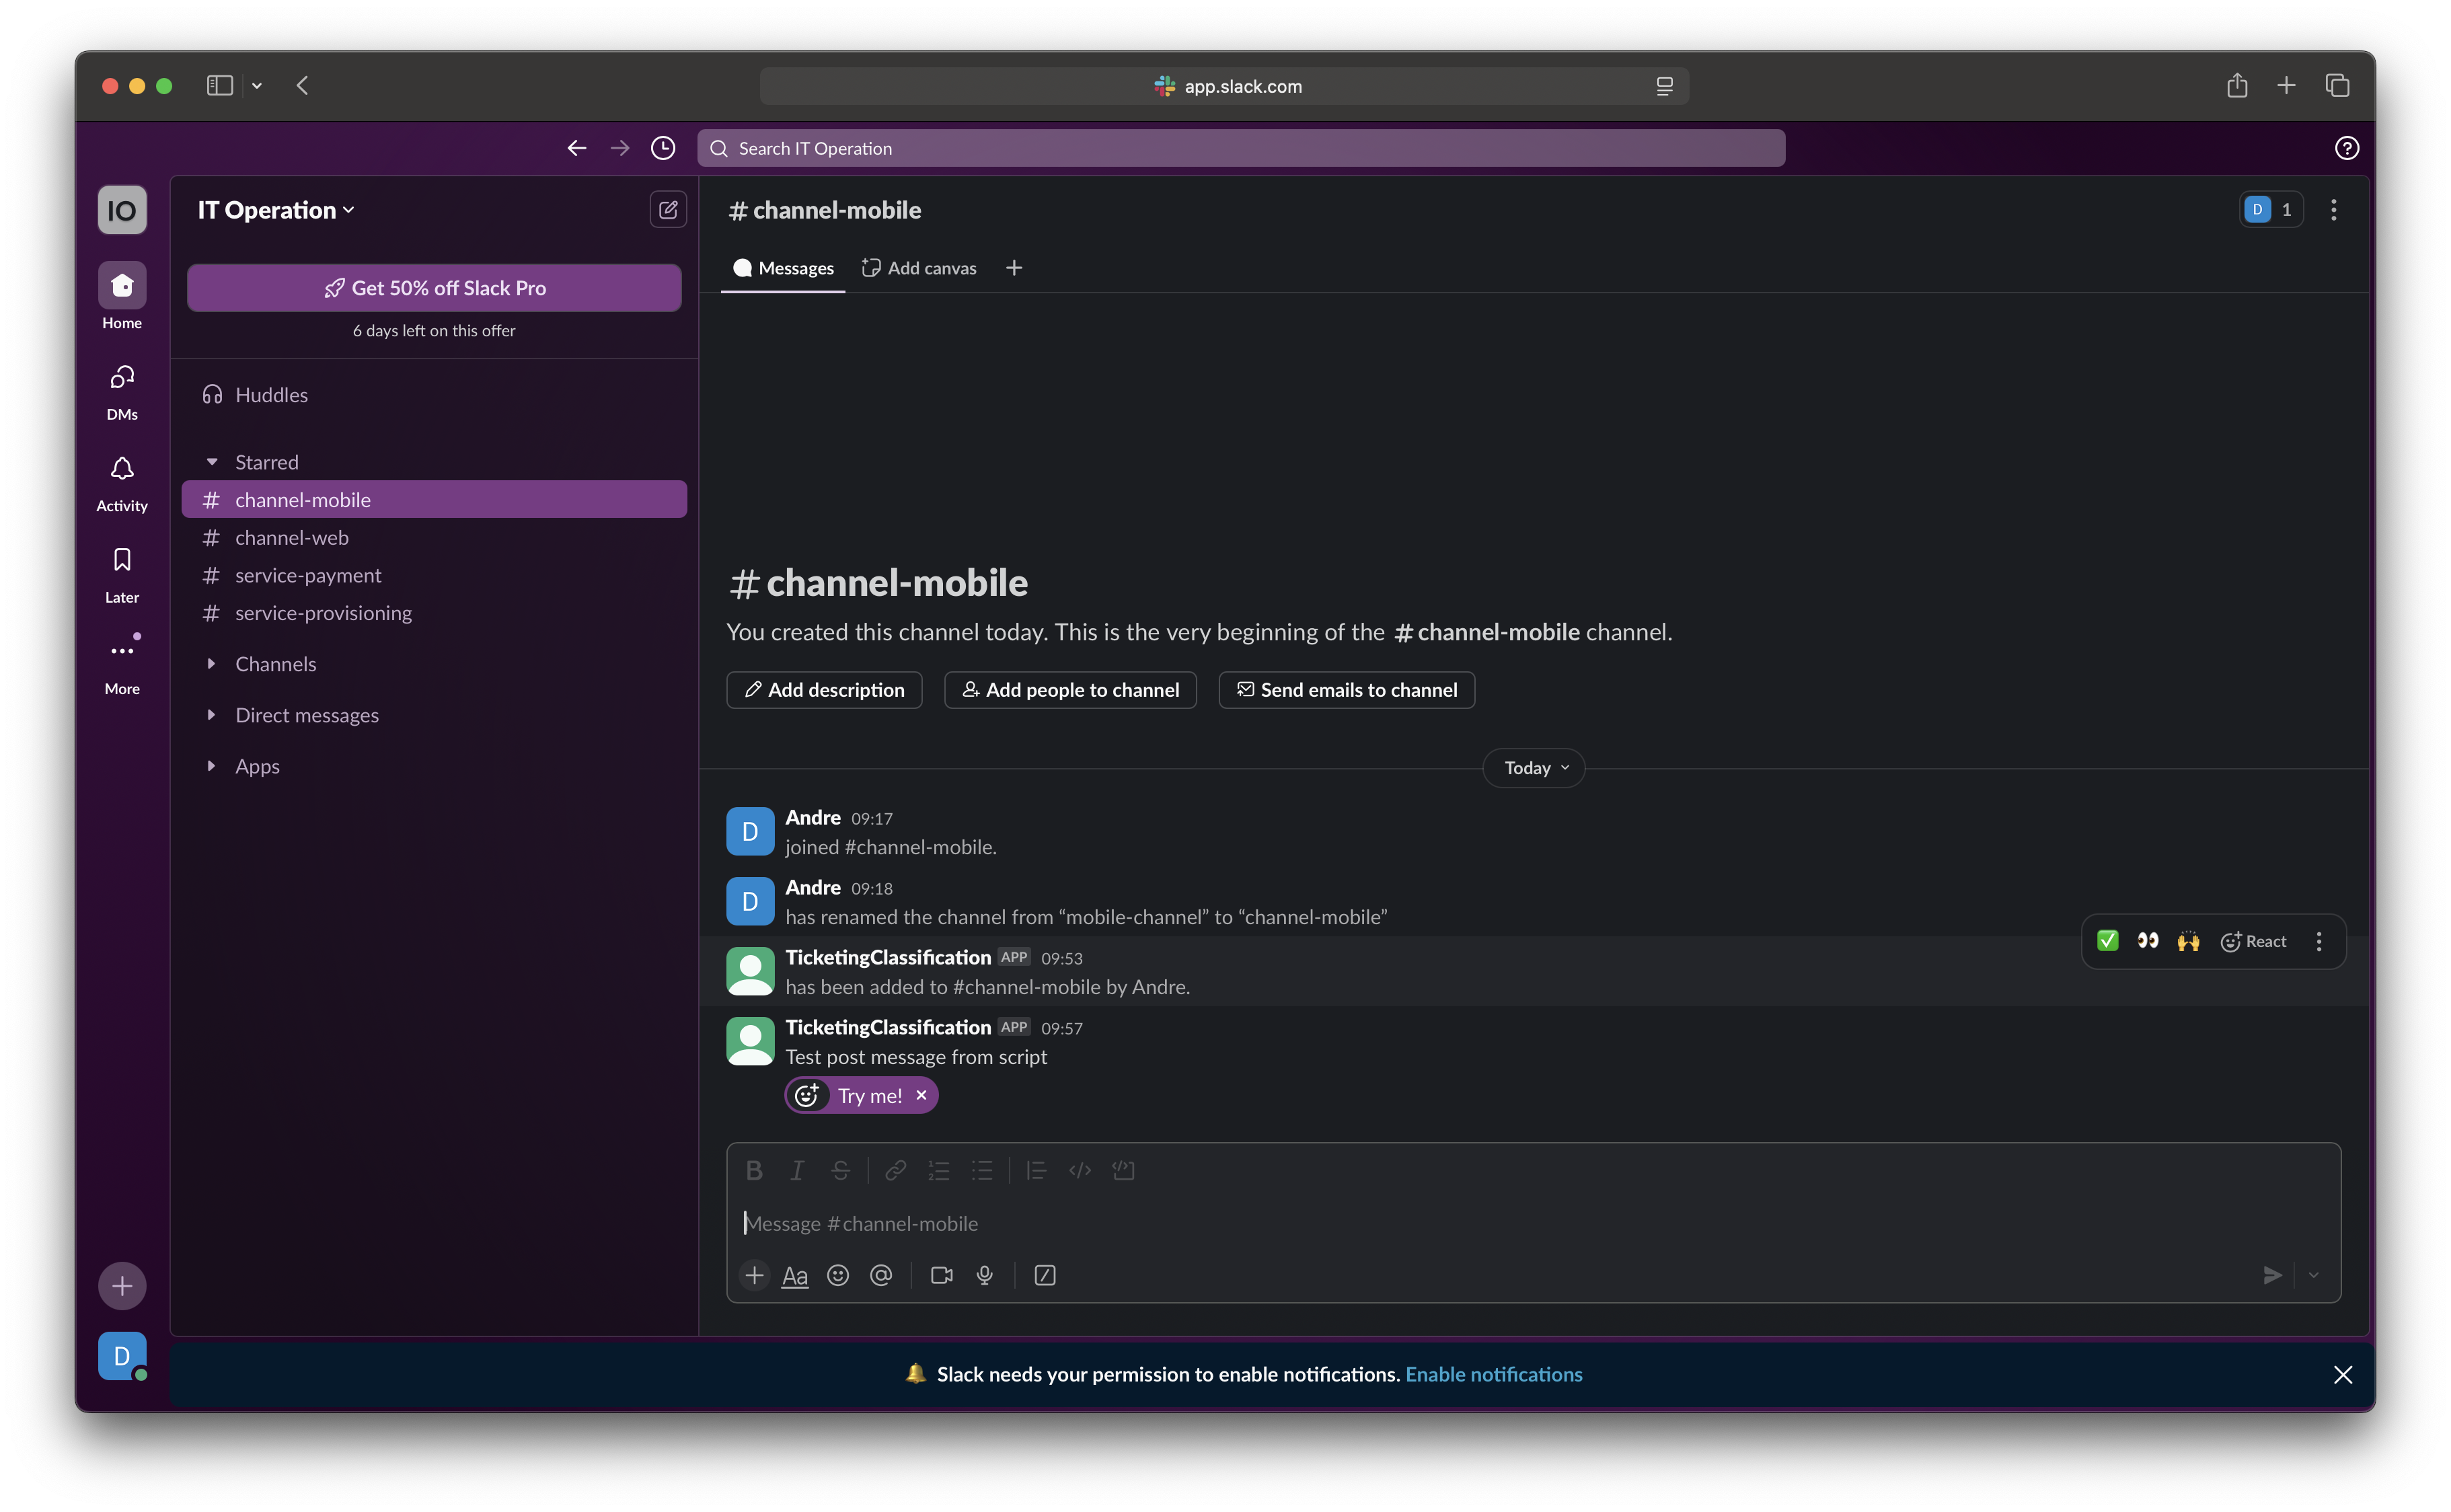 app.slack.com
Search IT Operation
IO
IT Operation
# channel-mobile
D 1
Messages
Add canvas
Get 50% off Slack Pro
6 days left on this offer
Home
DMs
Activity
Later
More
Huddles
Starred
# channel-mobile
# channel-web
# service-payment
# service-provisioning
Channels
Direct messages
Apps
# channel-mobile
You created this channel today. This is the very beginning of the # channel-mobile channel.
Add description
Add people to channel
Send emails to channel
Today
D
Andre 09:17
joined #channel-mobile.
D
Andre 09:18
has renamed the channel from “mobile-channel” to “channel-mobile”
React
TicketingClassification APP 09:53
has been added to #channel-mobile by Andre.
TicketingClassification APP 09:57
Test post message from script
Try me!
Message #channel-mobile
Aa
D
Slack needs your permission to enable notifications. Enable notifications